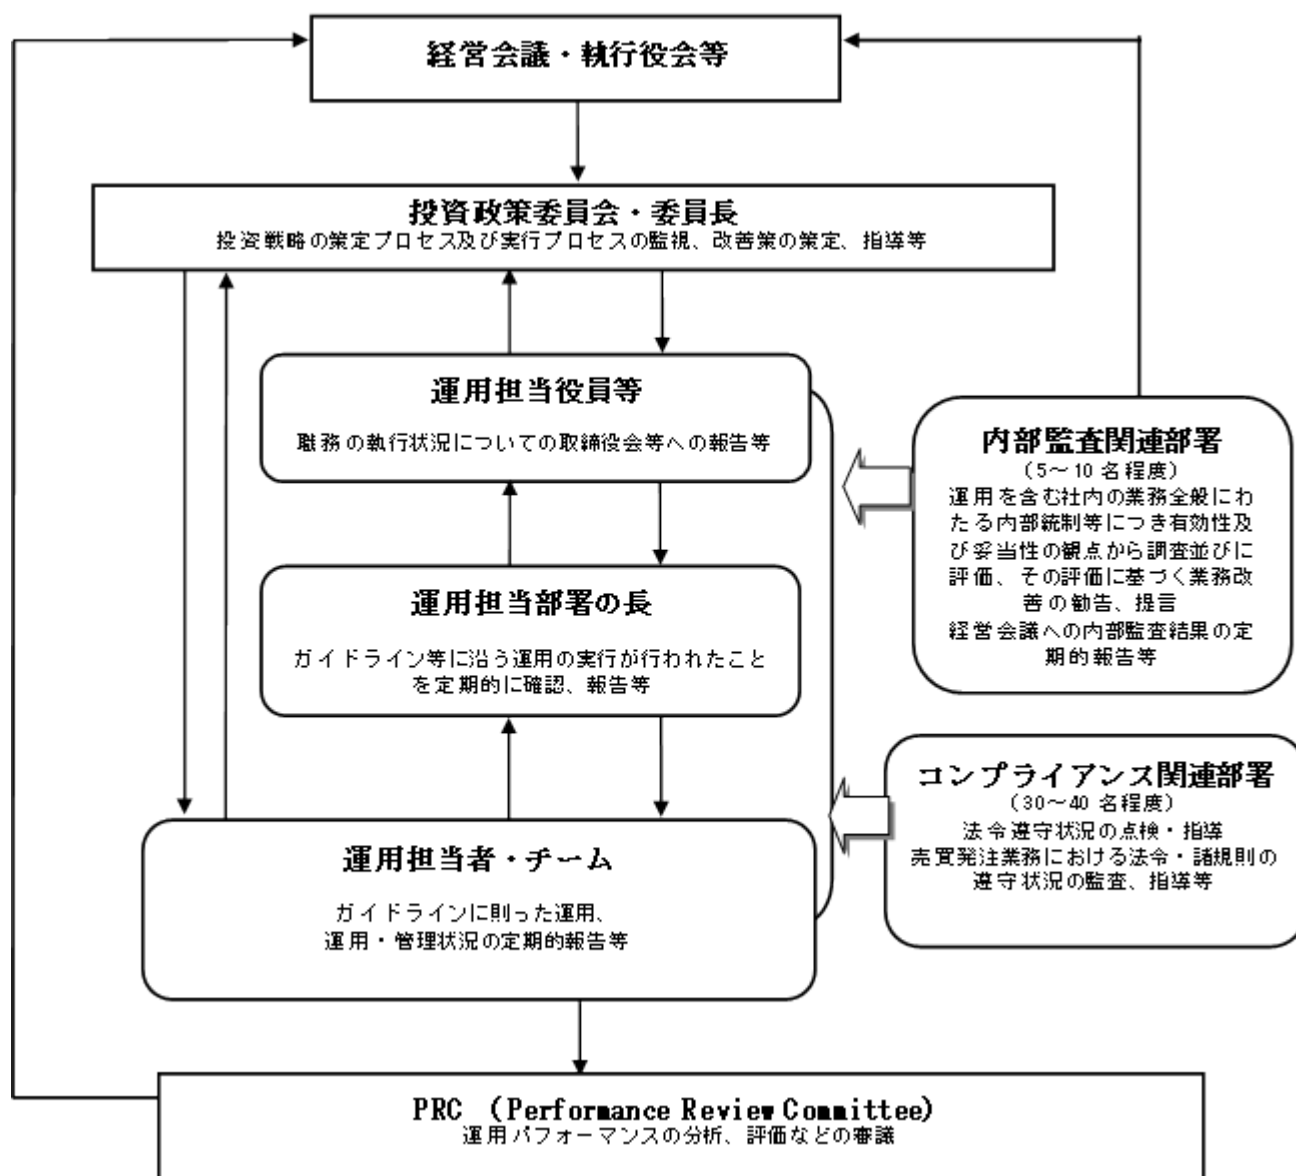 経営会議・執行役会等
投資政策委員会・委員長
投資戦略の策定プロセス及び実行プロセスの監視、改善策の策定、指導等
運用担当役員等
職務の執行状況についての取締役会等への報告等
運用担当部署の長
ガイドライン等に沿う運用の実行が行われたこと
を定期的に確認、報告等
運用担当者・チーム
ガイドラインに則った運用、
運用・管理状況の定期的報告等
内部監査関連部署
（5～10 名程度）
運用を含む社内の業務全般にわ
たる内部統制等につき有効性及
び妥当性の観点から調査並びに
評価、その評価に基づく業務改
善の勧告、提言
経営会議への内部監査結果の定
期的報告等
コンプライアンス関連部署
（30～40 名程度）
法令遵守状況の点検・指導
売買発注業務における法令・諸規則の
遵守状況の監査、指導等
PRC （Performance Review Committee）
運用パフォーマンスの分析、評価などの審議